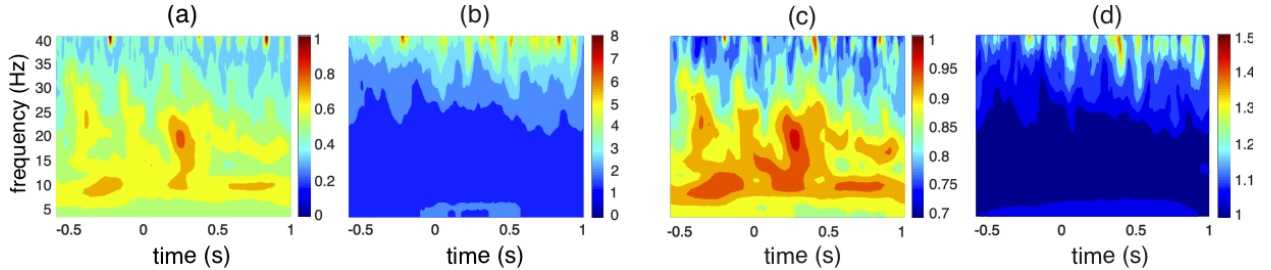 (a) (b) (c) (d)
frequency (Hz)
40 35 30 25 20 15 10 5
1 0.8 0.6 0.4 0.2 0
8 7 6 5 4 3 2 1 0
1 0.95 0.9 0.85 0.8 0.75 0.7
1.5 1.4 1.3 1.2 1.1 1
-0.5 0 0.5 1 -0.5 0 0.5 1 -0.5 0 0.5 1 -0.5 0 0.5 1
time (s) time (s) time (s) time (s)